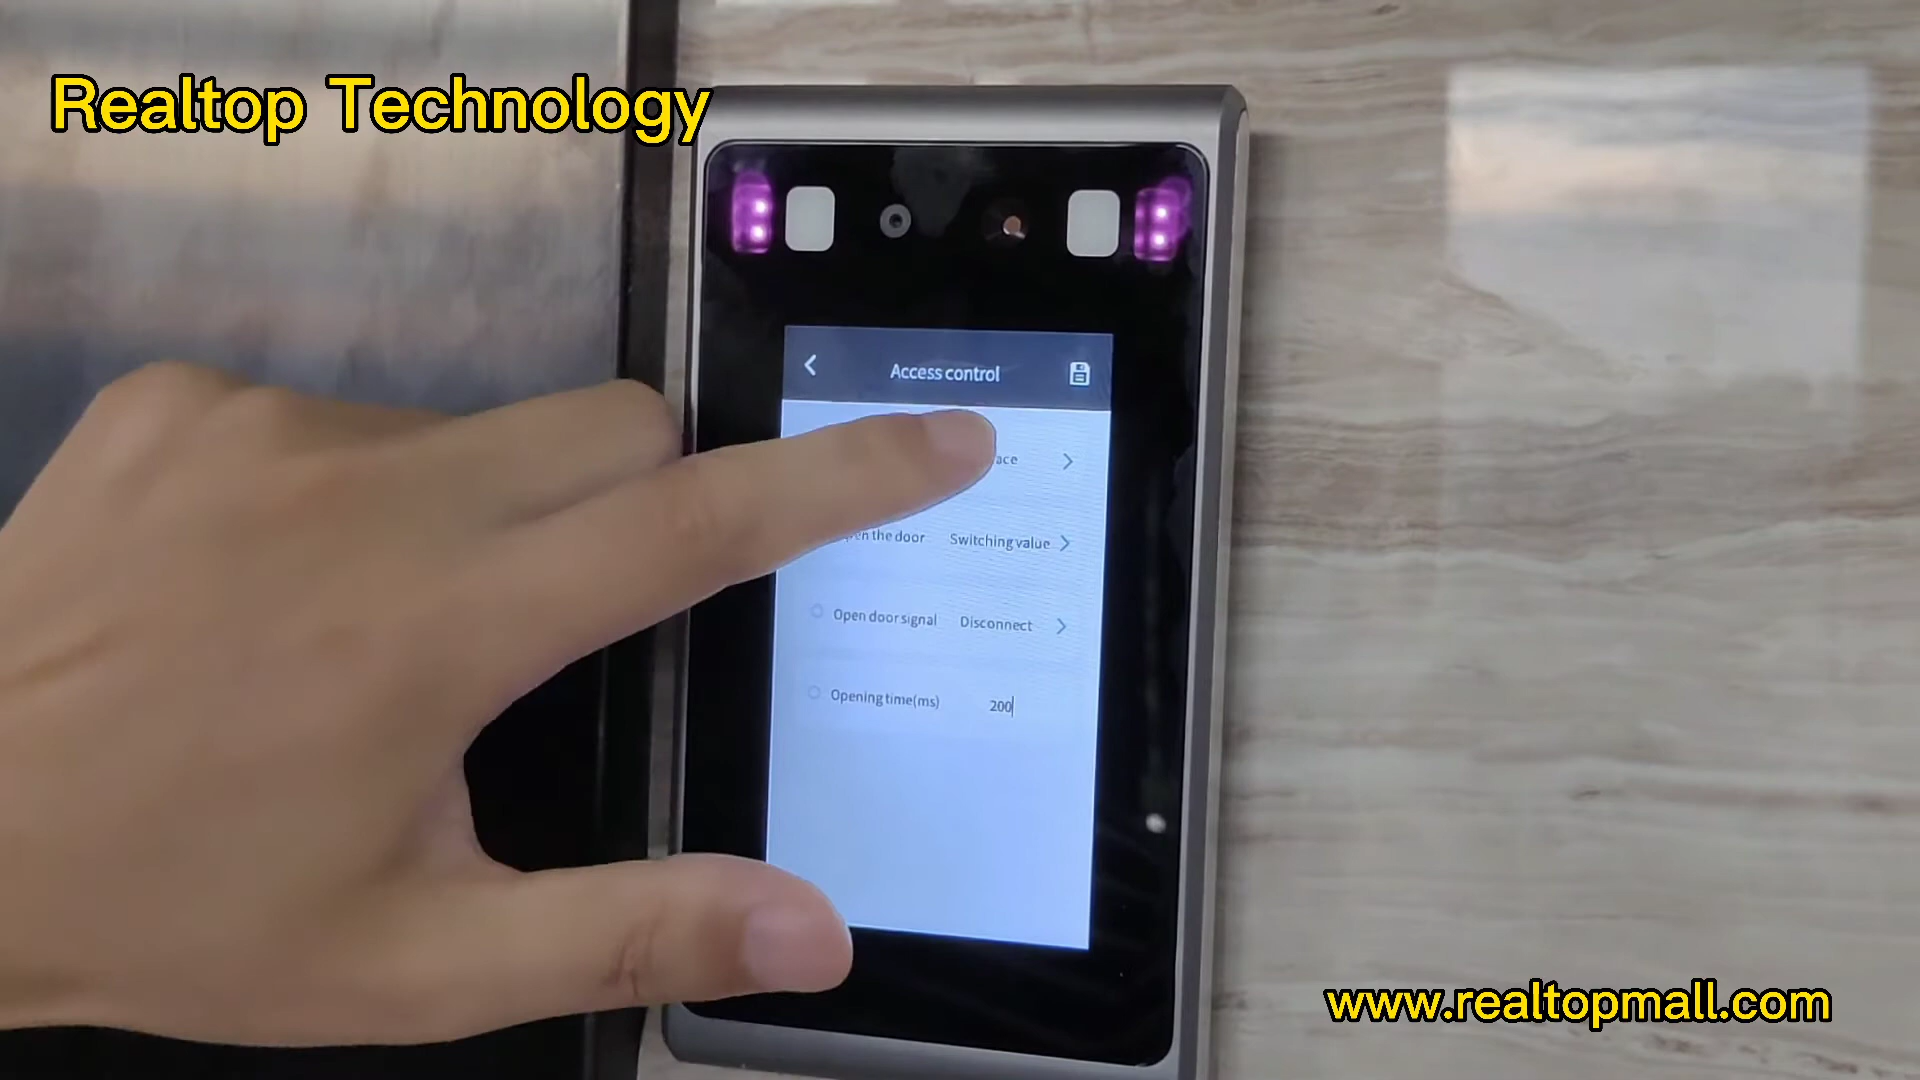 Realtop Technology
Access control
the door Switching value
Open door signal Disconnect
Opening time(ms) 200
www.realtopmall.com